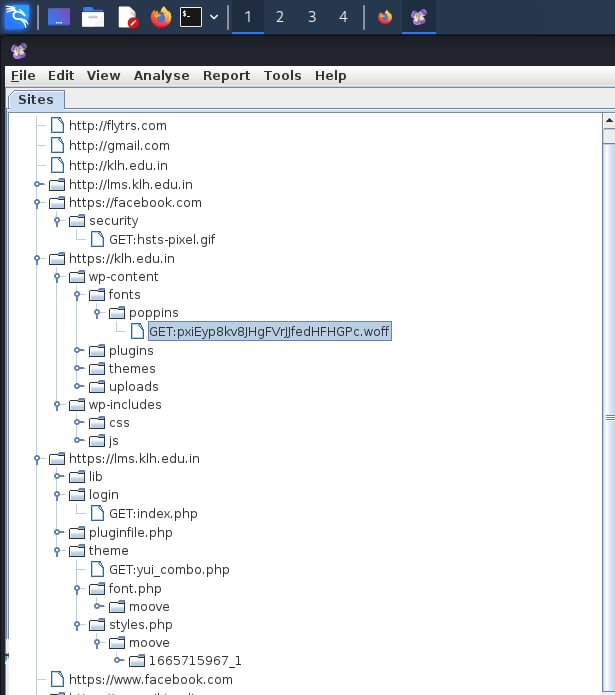 1 2 3 4
File Edit View Analyse Report Tools Help
Sites
http://flytrs.com
http://gmail.com
http://klh.edu.in
http://lms.klh.edu.in
https://facebook.com
security
GET:hsts-pixel.gif
https://klh.edu.in
wp-content
fonts
poppins
GET:pxiEyp8kv8JHgFVrJJfedHFHGPc.woff
plugins
themes
uploads
wp-includes
css
js
https://lms.klh.edu.in
lib
login
GET:index.php
pluginfile.php
theme
GET:yui_combo.php
font.php
moove
styles.php
moove
1665715967_1
https://www.facebook.com